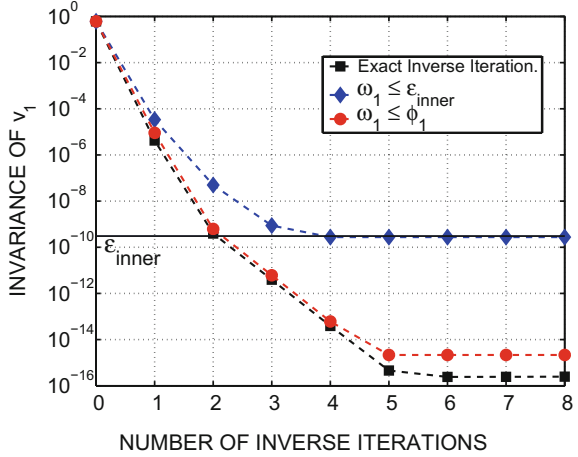 10^0
10^-2
10^-4
10^-6
10^-8
10^-10
10^-12
10^-14
10^-16
INVARIANCE OF v_1
Exact Inverse Iteration.
ω_1 ≤ ε_inner
ω_1 ≤ ϕ_1
ε_inner
0 1 2 3 4 5 6 7 8
NUMBER OF INVERSE ITERATIONS